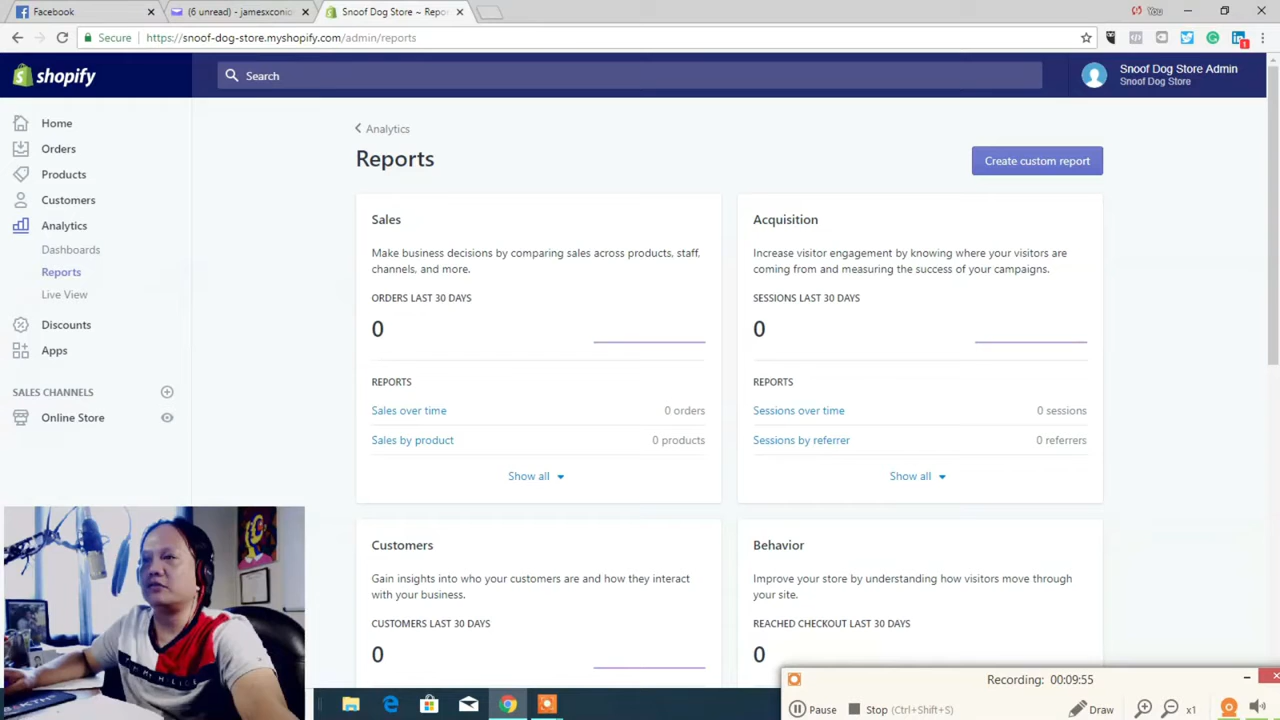 Facebook
(6 unread) - jamesxconio
Snoof Dog Store ~ Repo
You
Secure
https://snoof-dog-store.myshopify.com/admin/reports
1
shopify
Search
Snoof Dog Store Admin
Snoof Dog Store
Home
Orders
Products
Customers
Analytics
Dashboards
Reports
Live View
Discounts
Apps
SALES CHANNELS
Online Store
Analytics
Reports
Create custom report
Sales
Make business decisions by comparing sales across products, staff,
channels, and more.
ORDERS LAST 30 DAYS
0
REPORTS
Sales over time 0 orders
Sales by product 0 products
Show all
Acquisition
Increase visitor engagement by knowing where your visitors are
coming from and measuring the success of your campaigns.
SESSIONS LAST 30 DAYS
0
REPORTS
Sessions over time 0 sessions
Sessions by referrer 0 referrers
Show all
Customers
Gain insights into who your customers are and how they interact
with your business.
CUSTOMERS LAST 30 DAYS
0
Behavior
Improve your store by understanding how visitors move through
your site.
REACHED CHECKOUT LAST 30 DAYS
0
Recording: 00:09:55
Pause
Stop (Ctrl+Shift+S)
Draw
x1